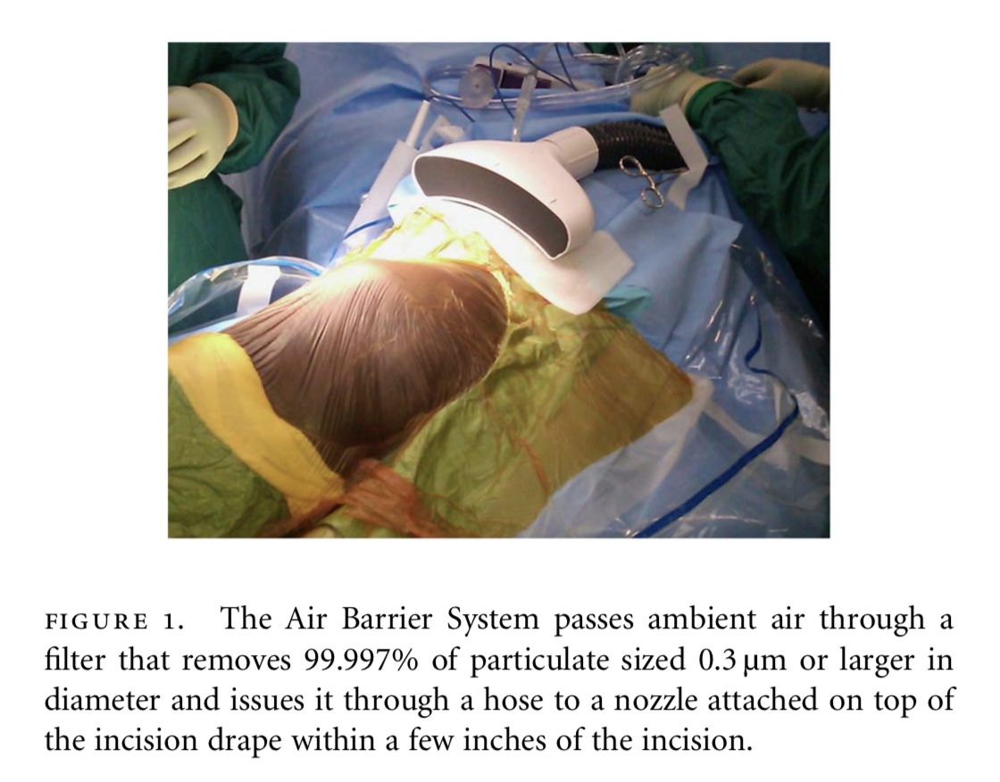 FIGURE 1. The Air Barrier System passes ambient air through a
filter that removes 99.997% of particulate sized 0.3 µm or larger in
diameter and issues it through a hose to a nozzle attached on top of
the incision drape within a few inches of the incision.